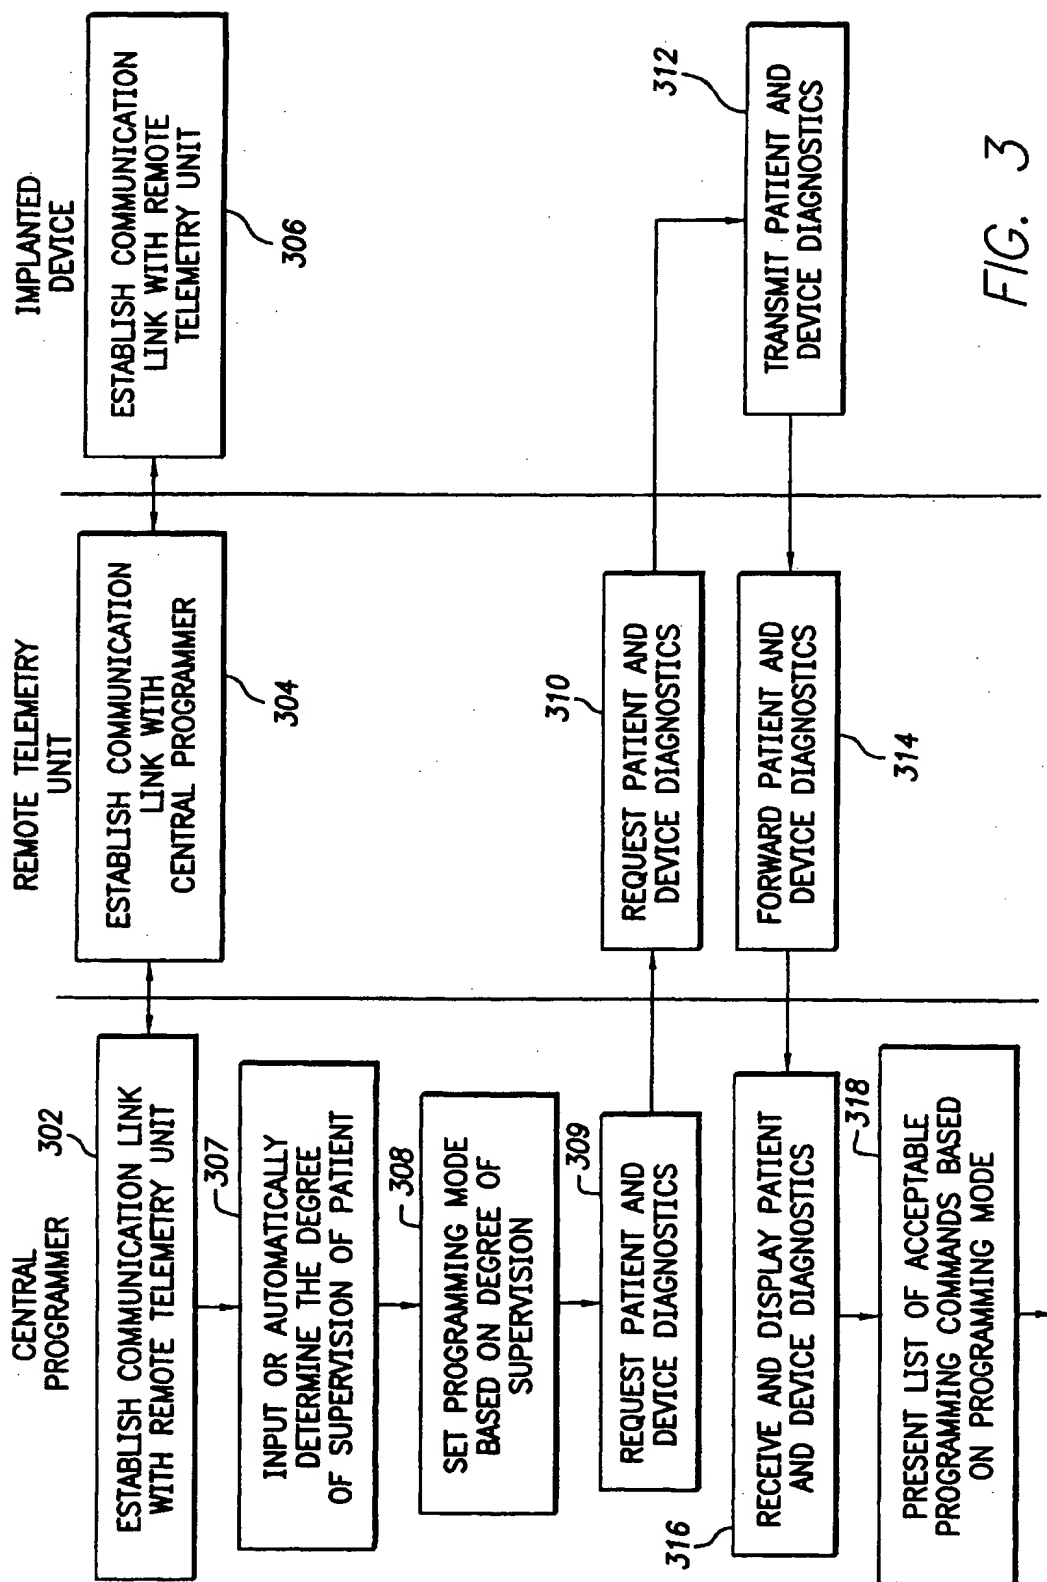 CENTRAL
PROGRAMMER
REMOTE TELEMETRY
UNIT
IMPLANTED
DEVICE
302
ESTABLISH COMMUNICATION LINK
WITH REMOTE TELEMETRY UNIT
ESTABLISH COMMUNICATION
LINK WITH
CENTRAL PROGRAMMER
304
ESTABLISH COMMUNICATION
LINK WITH REMOTE
TELEMETRY UNIT
306
307
INPUT OR AUTOMATICALLY
DETERMINE THE DEGREE
OF SUPERVISION OF PATIENT
308
SET PROGRAMMING MODE
BASED ON DEGREE OF
SUPERVISION
309
REQUEST PATIENT AND
DEVICE DIAGNOSTICS
310
REQUEST PATIENT AND
DEVICE DIAGNOSTICS
312
TRANSMIT PATIENT AND
DEVICE DIAGNOSTICS
FORWARD PATIENT AND
DEVICE DIAGNOSTICS
314
RECEIVE AND DISPLAY PATIENT
AND DEVICE DIAGNOSTICS
316
318
PRESENT LIST OF ACCEPTABLE
PROGRAMMING COMMANDS BASED
ON PROGRAMMING MODE
FIG. 3